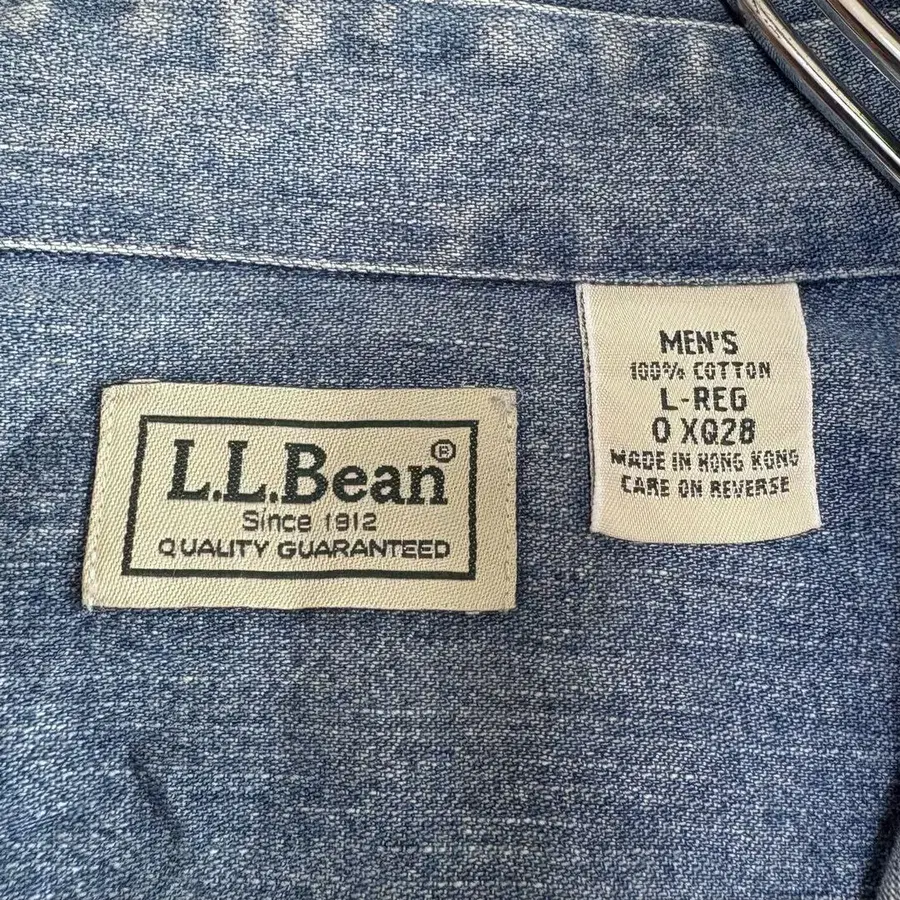 L.L.Bean®
Since 1912
QUALITY GUARANTEED
MEN'S
100% COTTON
L-REG
0 XQ28
MADE IN HONG KONG
CARE ON REVERSE